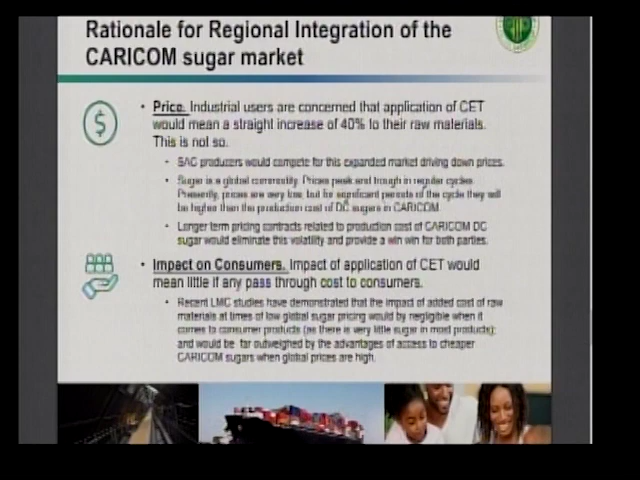 Rationale for Regional Integration of the
CARICOM sugar market
• Price. Industrial users are concerned that application of CET
would mean a straight increase of 40% to their raw materials.
This is not so.
• SAC producers would compete for this expanded market driving down prices.
• Sugar is a global commodity. Prices peak and trough in regular cycles.
Presently, prices are very low, but for significant periods of the cycle they will
be higher than the production cost of DC sugars in CARICOM.
• Longer term pricing contracts related to production cost of CARICOM DC
sugar would eliminate this volatility and provide a win win for both parties.
• Impact on Consumers. Impact of application of CET would
mean little if any pass through cost to consumers.
• Recent LMC studies have demonstrated that the impact of added cost of raw
materials at times of low global sugar pricing would by negligible when it
comes to consumer products (as there is very little sugar in most products);
and would be far outweighed by the advantages of access to cheaper
CARICOM sugars when global prices are high.